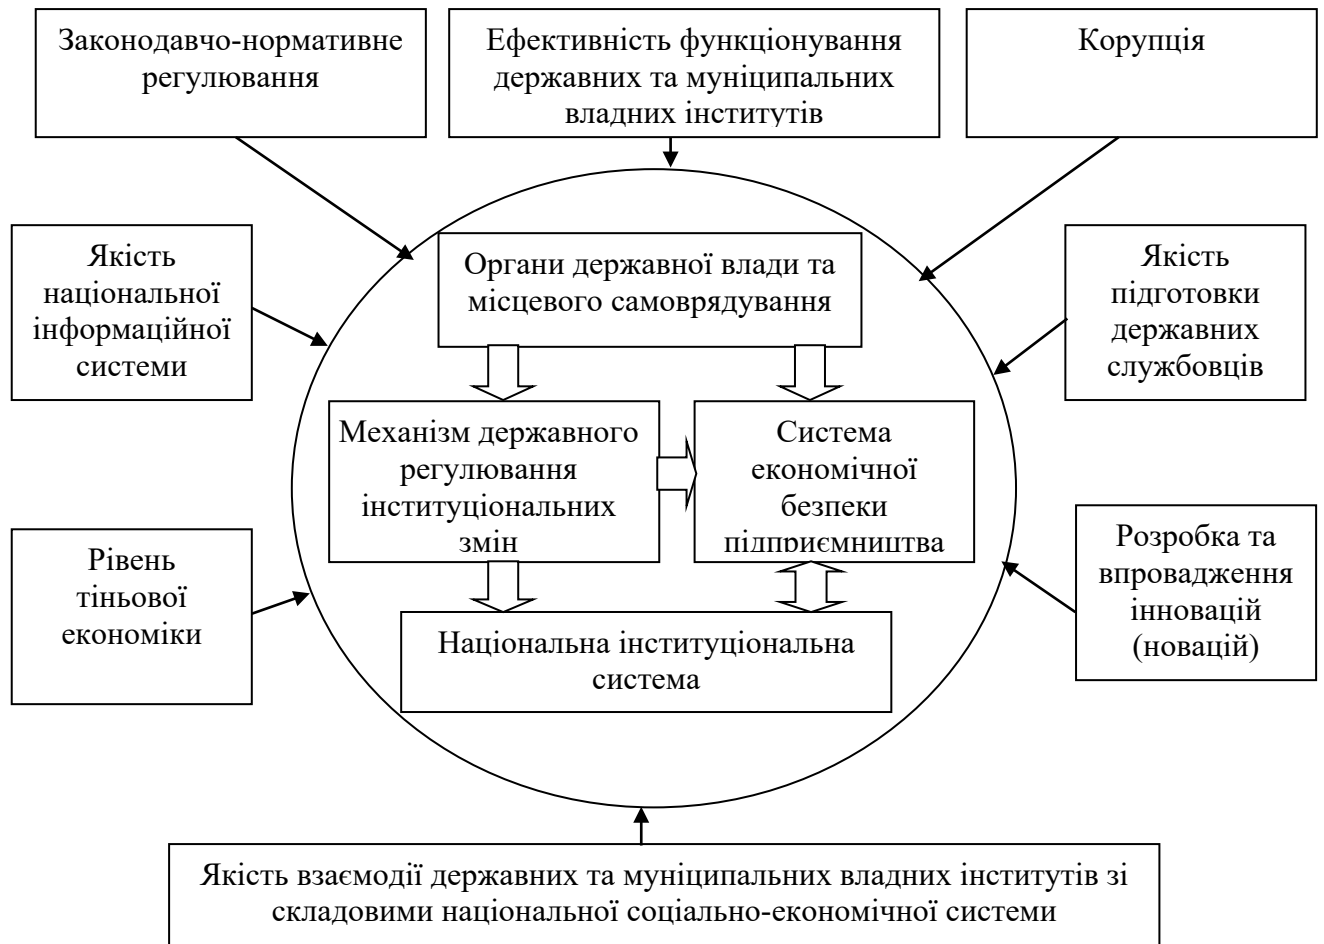 Законодавчо-нормативне
регулювання
Ефективність функціонування
державних та муніципальних
владних інститутів
Корупція
Якість
національної
інформаційної
системи
Органи державної влади та
місцевого самоврядування
Якість
підготовки
державних
службовців
Механізм державного
регулювання
інституціональних
змін
Система
економічної
безпеки
підприємництва
Рівень
тіньової
економіки
Розробка та
впровадження
інновацій
(новацій)
Національна інституціональна
система
Якість взаємодії державних та муніципальних владних інститутів зі
складовими національної соціально-економічної системи